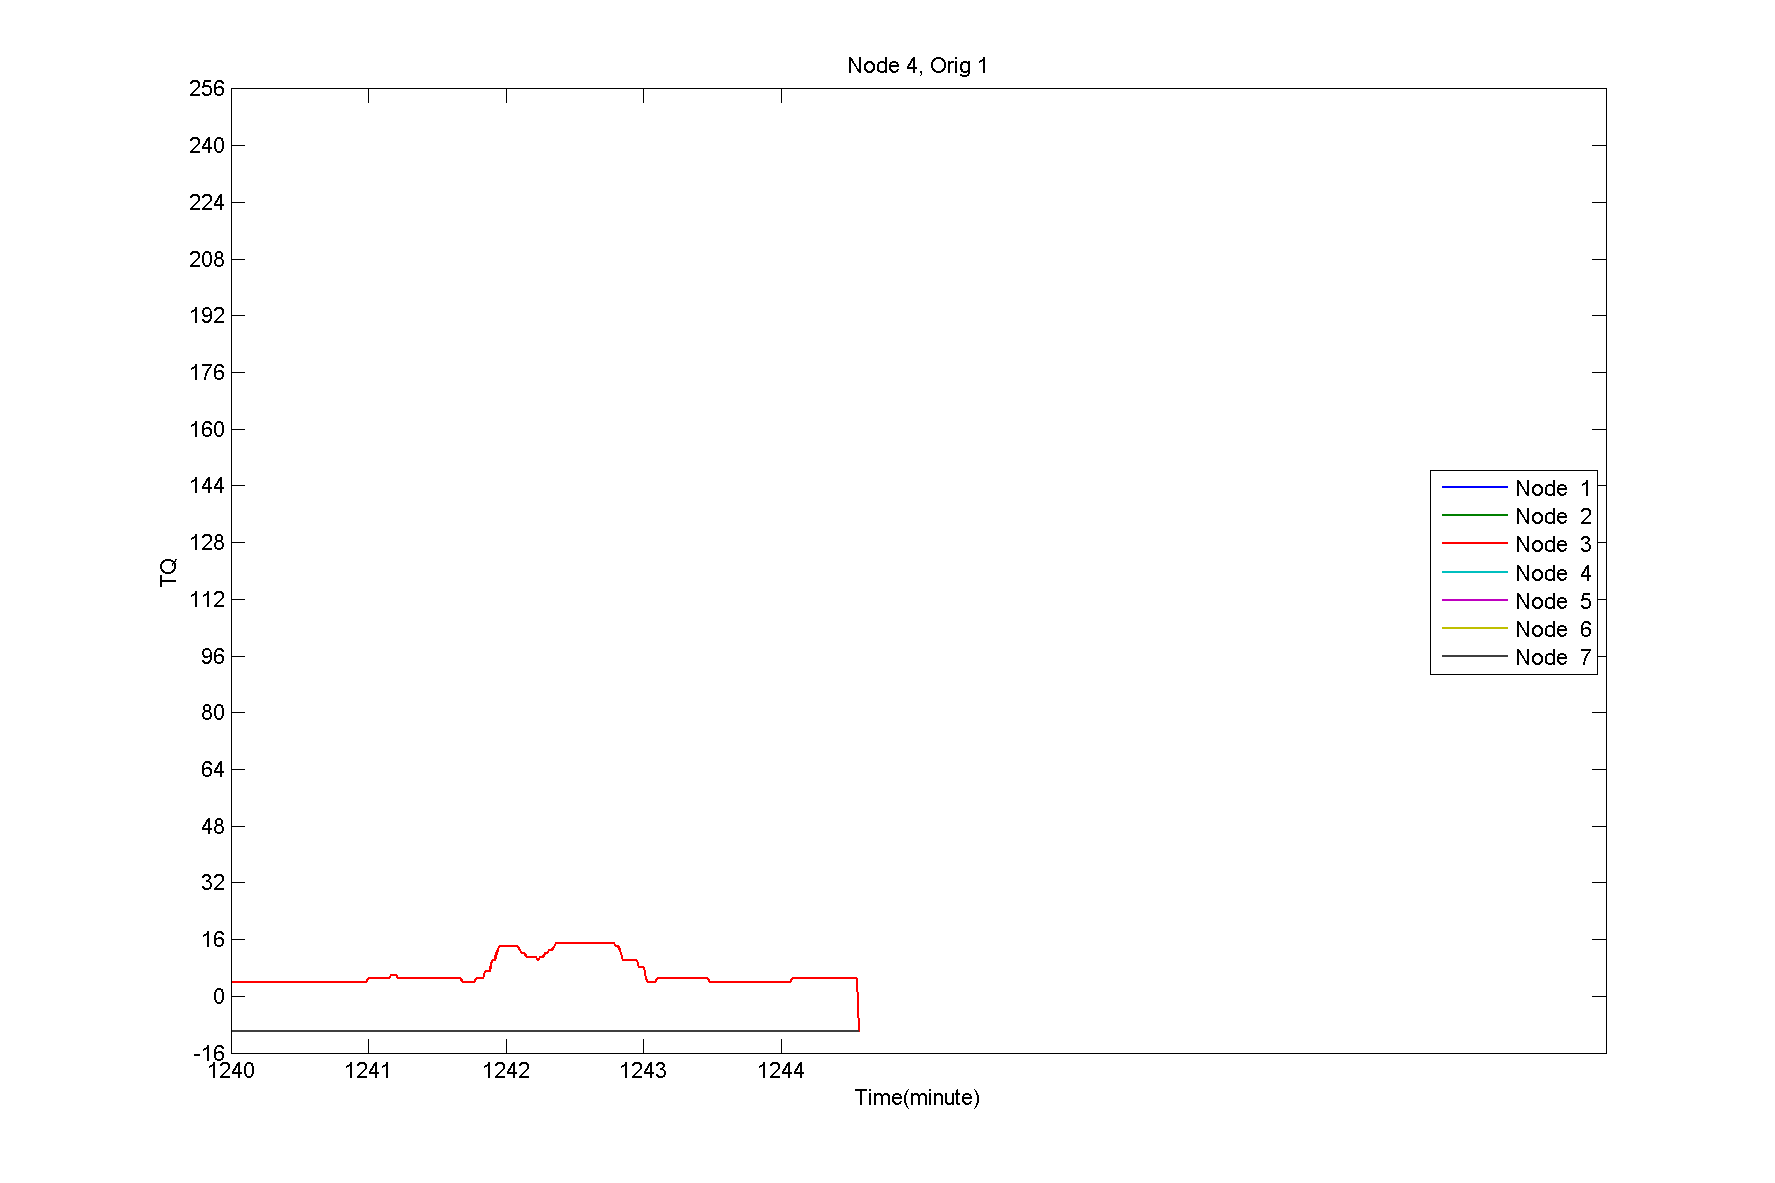 Node 4, Orig 1
256
240
224
208
192
176
160
144
128
112
96
80
64
48
32
16
0
-16
TQ
Node 1
Node 2
Node 3
Node 4
Node 5
Node 6
Node 7
1240 1241 1242 1243 1244
Time(minute)